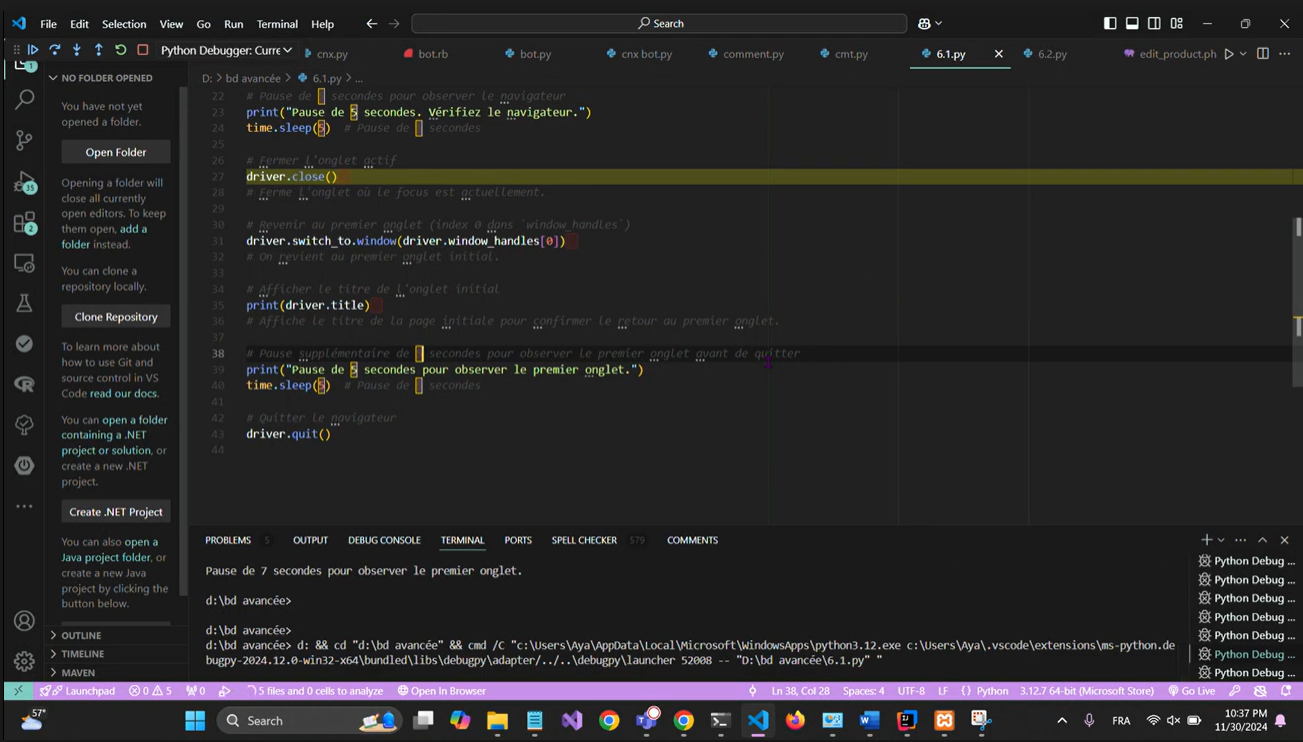 File Edit Selection View Go Run Terminal Help
Search
Python Debugger: Curre
cnx.py
bot.rb
bot.py
cnx bot.py
comment.py
cmt.py
6.1.py
6.2.py
edit_product.ph
1
35
2
NO FOLDER OPENED
You have not yet
opened a folder.
Open Folder
Opening a folder will
close all currently
open editors. To keep
them open, add a
folder instead.
You can clone a
repository locally.
Clone Repository
To learn more about
how to use Git and
source control in VS
Code read our docs.
You can open a folder
containing a .NET
project or solution, or
create a new .NET
project.
Create .NET Project
You can also open a
Java project folder, or
create a new Java
project by clicking the
button below.
OUTLINE
TIMELINE
MAVEN
D: > bd avancée > 6.1.py > ...
22 # Pause de secondes pour observer le navigateur
23 print("Pause de 5 secondes. Vérifiez le navigateur.")
24 time.sleep(5) # Pause de secondes
25
26 # Fermer l'onglet actif
27 driver.close()
28 # Ferme l'onglet où le focus est actuellement.
29
30 # Revenir au premier onglet (index 0 dans `window_handles`)
31 driver.switch_to.window(driver.window_handles[0])
32 # On revient au premier onglet initial.
33
34 # Afficher le titre de l'onglet initial
35 print(driver.title)
36 # Affiche le titre de la page initiale pour confirmer le retour au premier onglet.
37
38 # Pause supplémentaire de secondes pour observer le premier onglet avant de quitter
39 print("Pause de 5 secondes pour observer le premier onglet.")
40 time.sleep(5) # Pause de secondes
41
42 # Quitter le navigateur
43 driver.quit()
44
PROBLEMS 5 OUTPUT DEBUG CONSOLE TERMINAL PORTS SPELL CHECKER 579 COMMENTS
Pause de 7 secondes pour observer le premier onglet.
d:\bd avancée>
d:\bd avancée>
d:\bd avancée> d: && cd "d:\bd avancée" && cmd /C "c:\Users\Aya\AppData\Local\Microsoft\WindowsApps\python3.12.exe c:\Users\Aya\.vscode\extensions\ms-python.de
bugpy-2024.12.0-win32-x64\bundled\libs\debugpy\adapter/../..\debugpy\launcher 52008 -- "D:\bd avancée\6.1.py" "
Python Debug ...
Python Debug ...
Python Debug ...
Python Debug ...
Python Debug ...
Python Debug ...
Python Debug ...
Launchpad 0 5 0 5 files and 0 cells to analyze Open In Browser Ln 38, Col 28 Spaces: 4 UTF-8 LF {} Python 3.12.7 64-bit (Microsoft Store) Go Live
57°
Search
FRA
10:37 PM
11/30/2024